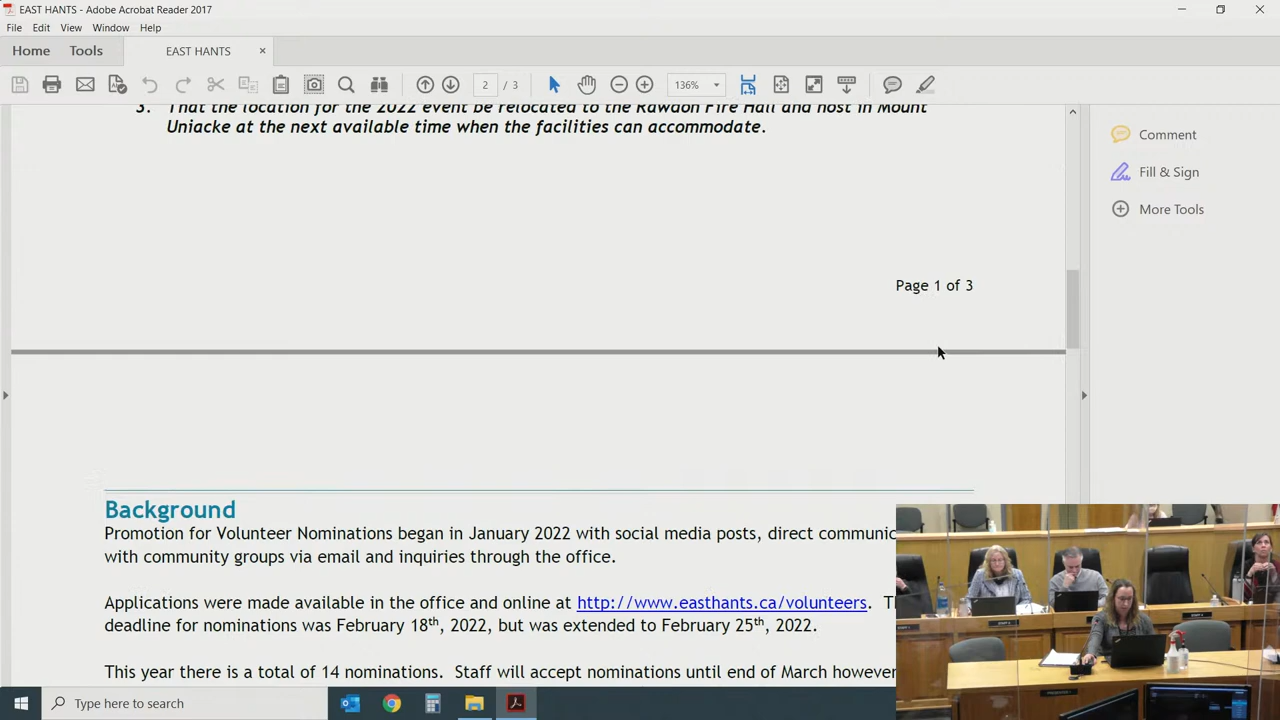 EAST HANTS - Adobe Acrobat Reader 2017
File Edit View Window Help
Home Tools EAST HANTS
2 / 3 136%
3. That the location for the 2022 event be relocated to the Rawdon Fire Hall and host in Mount
Uniacke at the next available time when the facilities can accommodate.
Comment
Fill & Sign
More Tools
Page 1 of 3
Background
Promotion for Volunteer Nominations began in January 2022 with social media posts, direct communic
with community groups via email and inquiries through the office.
Applications were made available in the office and online at http://www.easthants.ca/volunteers. T
deadline for nominations was February 18th, 2022, but was extended to February 25th, 2022.
This year there is a total of 14 nominations. Staff will accept nominations until end of March however
Type here to search